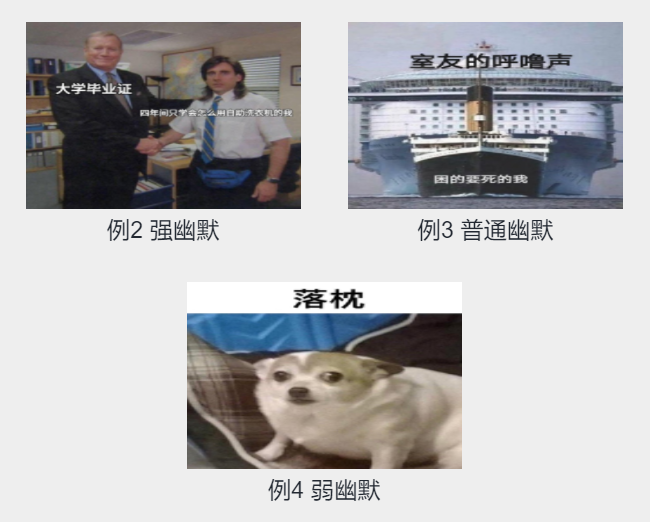 大学毕业证
四年间只学会怎么用自动洗衣机的我
例2 强幽默
室友的呼噜声
困的要死的我
例3 普通幽默
落枕
例4 弱幽默